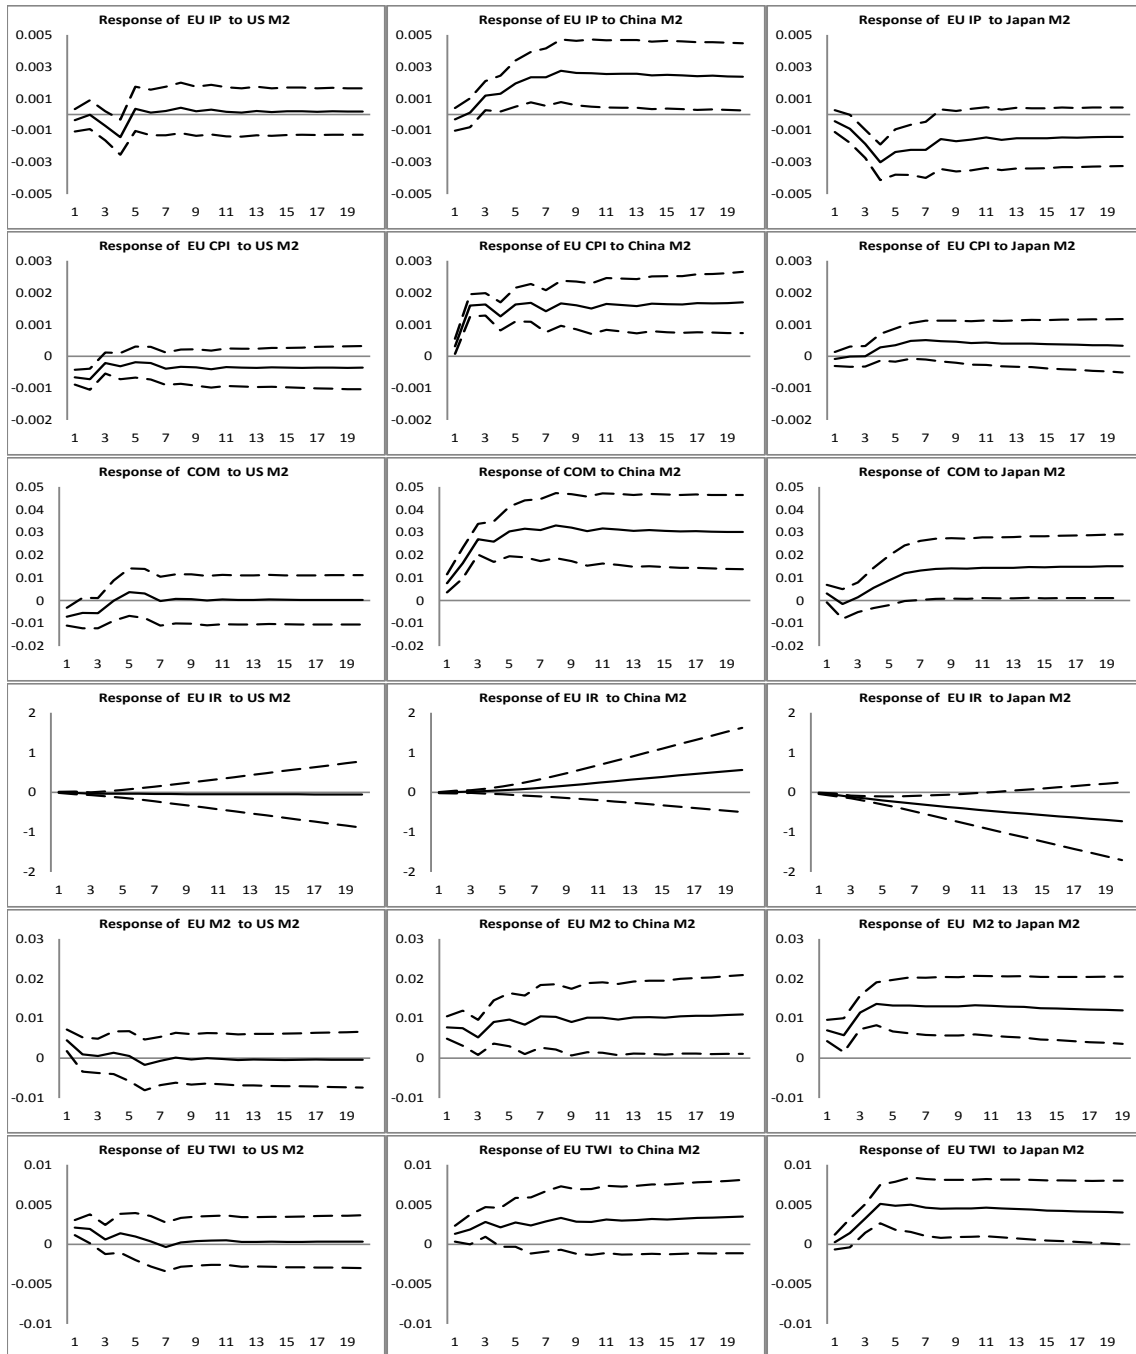 Response of EU IP to US M2
0.005
0.003
0.001
-0.001
-0.003
-0.005
1 3 5 7 9 11 13 15 17 19
Response of EU IP to China M2
0.005
0.003
0.001
-0.001
-0.003
-0.005
1 3 5 7 9 11 13 15 17 19
Response of EU IP to Japan M2
0.005
0.003
0.001
-0.001
-0.003
-0.005
1 3 5 7 9 11 13 15 17 19
Response of EU CPI to US M2
0.003
0.002
0.001
0
-0.001
-0.002
1 3 5 7 9 11 13 15 17 19
Response of EU CPI to China M2
0.003
0.002
0.001
0
-0.001
-0.002
1 3 5 7 9 11 13 15 17 19
Response of EU CPI to Japan M2
0.003
0.002
0.001
0
-0.001
-0.002
1 3 5 7 9 11 13 15 17 19
Response of COM to US M2
0.05
0.04
0.03
0.02
0.01
0
-0.01
-0.02
1 3 5 7 9 11 13 15 17 19
Response of COM to China M2
0.05
0.04
0.03
0.02
0.01
0
-0.01
-0.02
1 3 5 7 9 11 13 15 17 19
Response of COM to Japan M2
0.05
0.04
0.03
0.02
0.01
0
-0.01
-0.02
1 3 5 7 9 11 13 15 17 19
Response of EU IR to US M2
2
1
0
-1
-2
1 3 5 7 9 11 13 15 17 19
Response of EU IR to China M2
2
1
0
-1
-2
1 3 5 7 9 11 13 15 17 19
Response of EU IR to Japan M2
2
1
0
-1
-2
1 3 5 7 9 11 13 15 17 19
Response of EU M2 to US M2
0.03
0.02
0.01
0
-0.01
1 3 5 7 9 11 13 15 17 19
Response of EU M2 to China M2
0.03
0.02
0.01
0
-0.01
1 3 5 7 9 11 13 15 17 19
Response of EU M2 to Japan M2
0.03
0.02
0.01
0
-0.01
1 3 5 7 9 11 13 15 17 19
Response of EU TWI to US M2
0.01
0.005
0
-0.005
-0.01
1 3 5 7 9 11 13 15 17 19
Response of EU TWI to China M2
0.01
0.005
0
-0.005
-0.01
1 3 5 7 9 11 13 15 17 19
Response of EU TWI to Japan M2
0.01
0.005
0
-0.005
-0.01
1 3 5 7 9 11 13 15 17 19